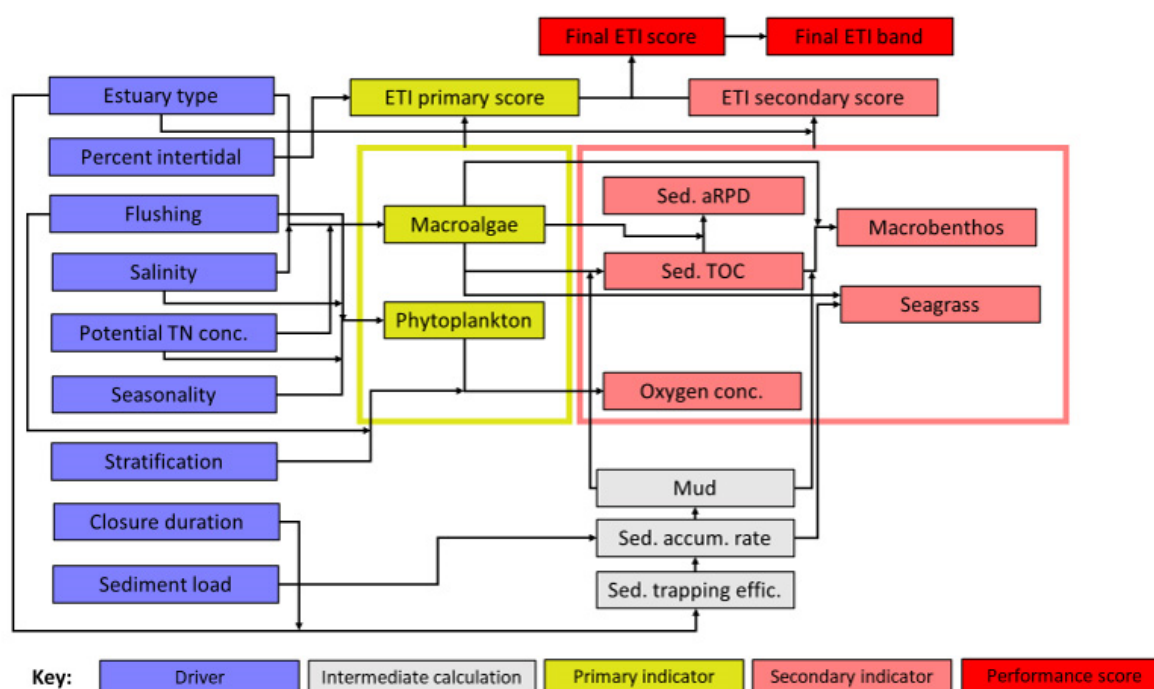 Final ETI score
Final ETI band
Estuary type
ETI primary score
ETI secondary score
Percent intertidal
Flushing
Sed. aRPD
Macroalgae
Macrobenthos
Salinity
Sed. TOC
Seagrass
Potential TN conc.
Phytoplankton
Seasonality
Oxygen conc.
Stratification
Mud
Closure duration
Sed. accum. rate
Sediment load
Sed. trapping effic.
Key:
Driver
Intermediate calculation
Primary indicator
Secondary indicator
Performance score